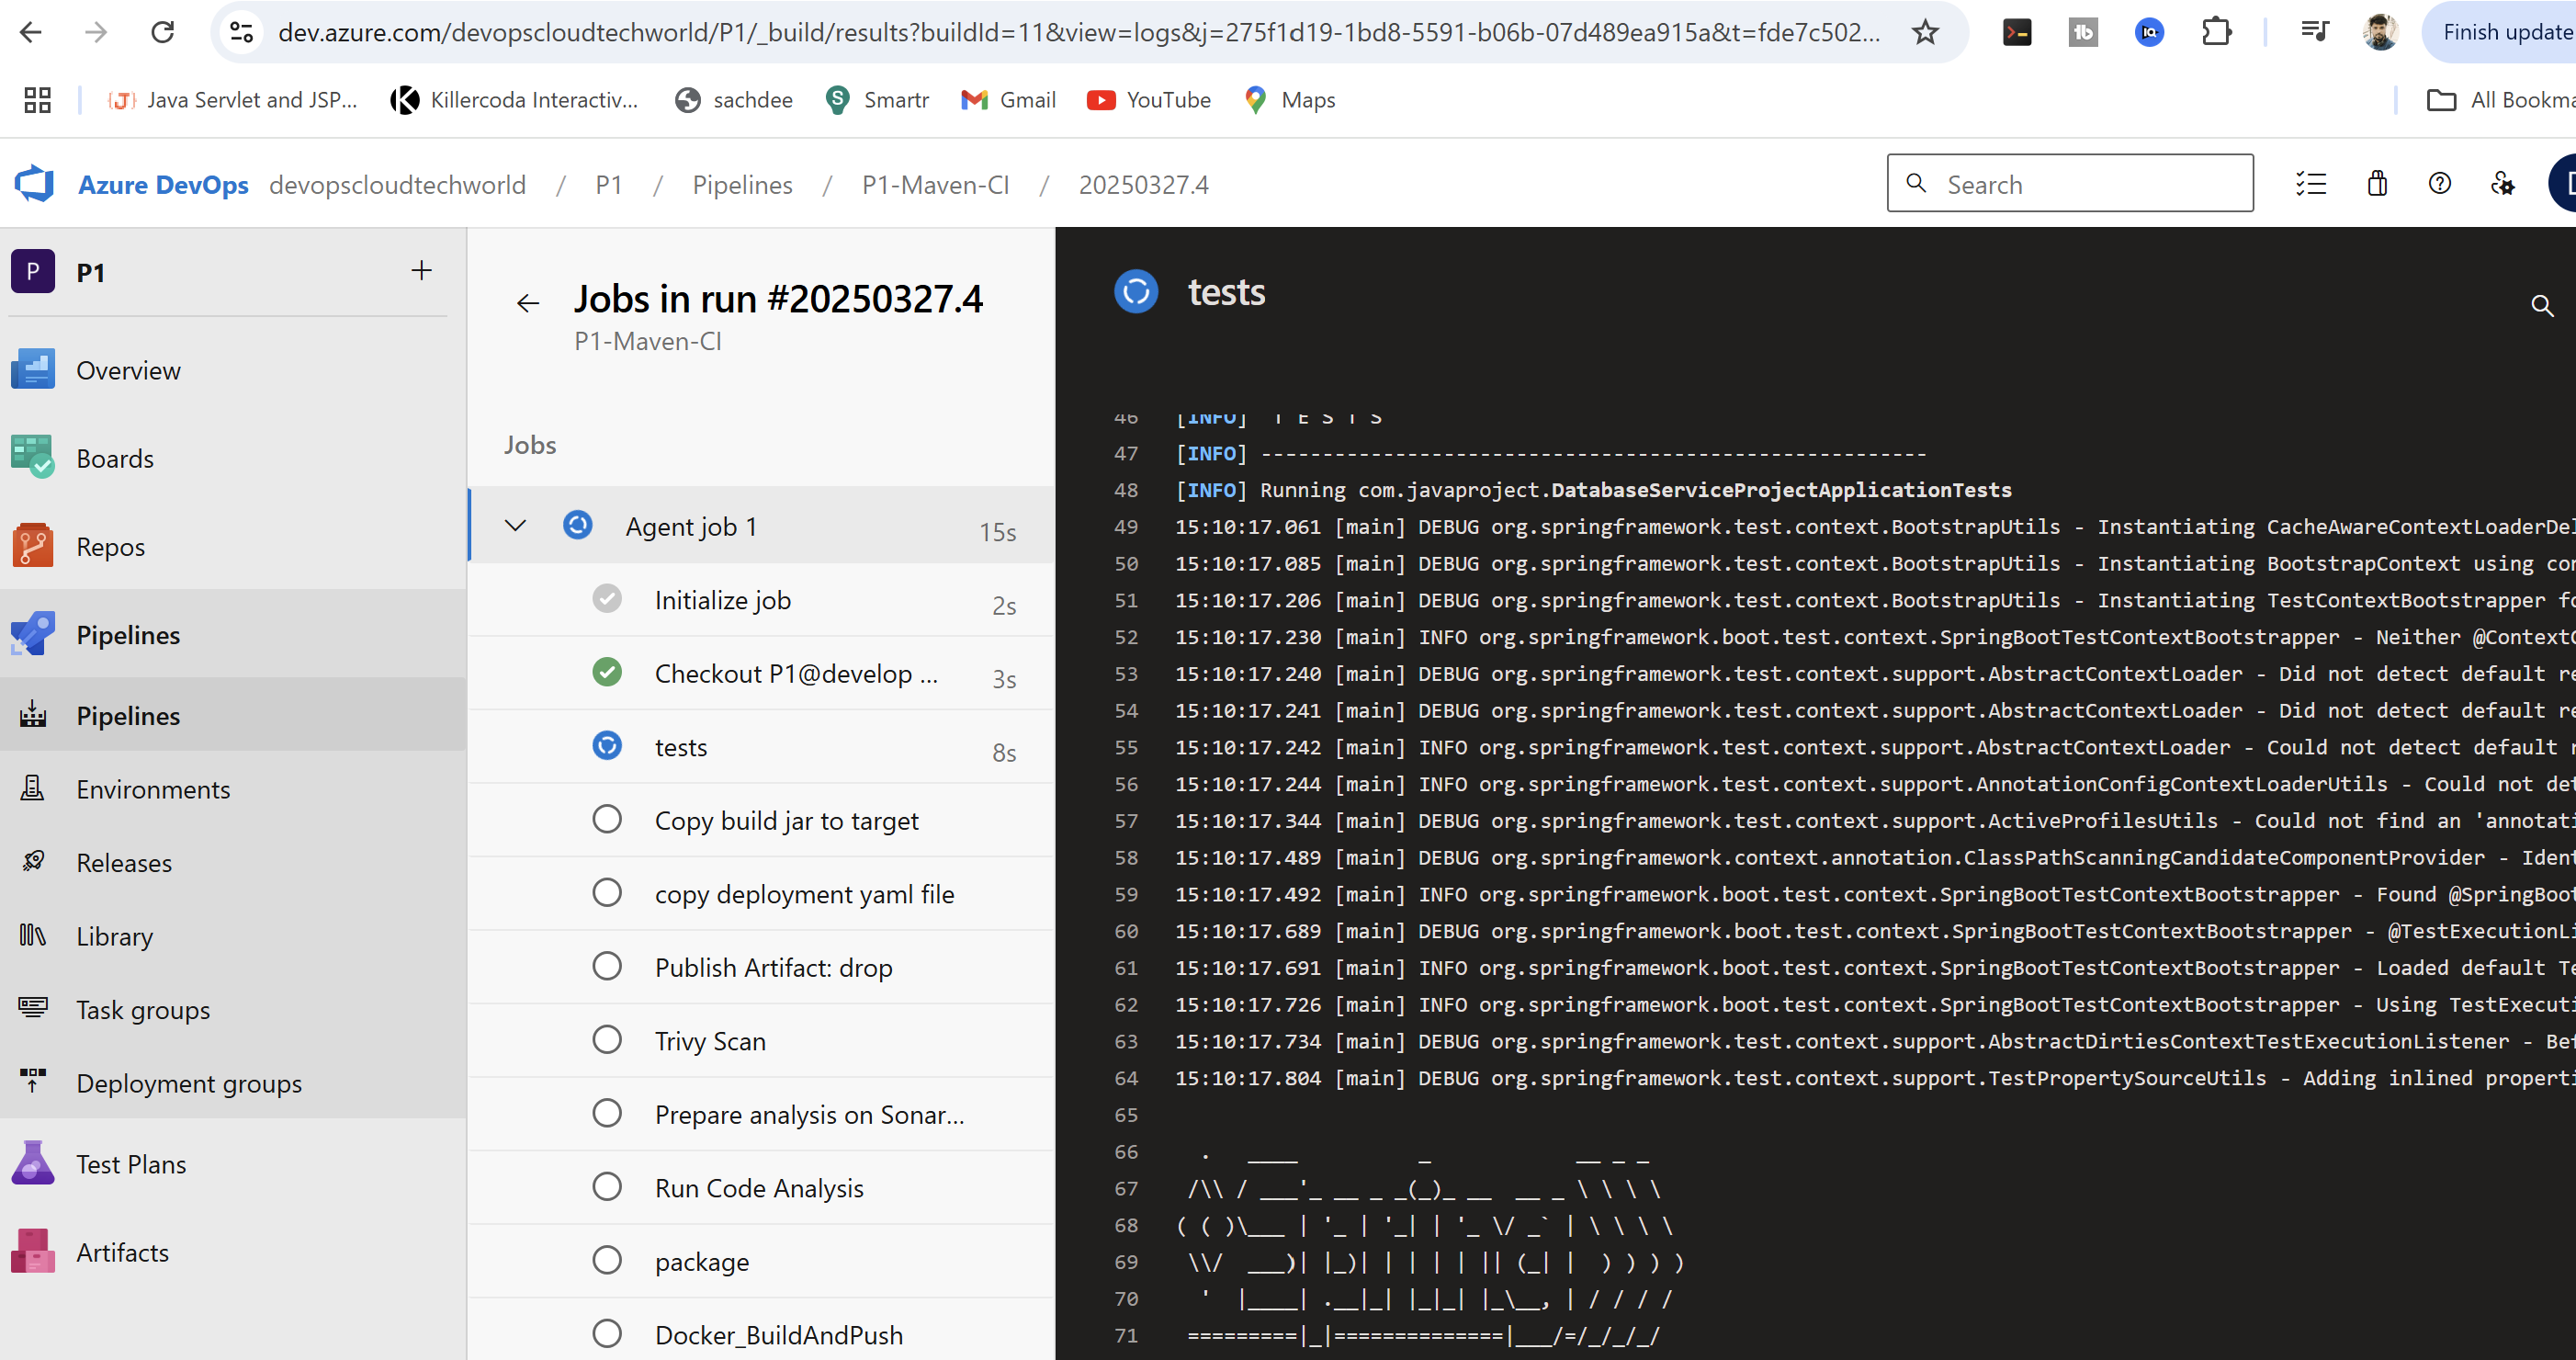 dev.azure.com/devopscloudtechworld/P1/_build/results?buildId=11&view=logs&j=275f1d19-1bd8-5591-b06b-07d489ea915a&t=fde7c502...
Finish update
Java Servlet and JSP...
Killercoda Interactiv...
sachdee
Smartr
Gmail
YouTube
Maps
All Bookma
Azure DevOps devopscloudtechworld / P1 / Pipelines / P1-Maven-CI / 20250327.4
Search
P P1
Overview
Boards
Repos
Pipelines
Pipelines
Environments
Releases
Library
Task groups
Deployment groups
Test Plans
Artifacts
Jobs in run #20250327.4
P1-Maven-CI
Jobs
Agent job 1 15s
Initialize job 2s
Checkout P1@develop ... 3s
tests 8s
Copy build jar to target
copy deployment yaml file
Publish Artifact: drop
Trivy Scan
Prepare analysis on Sonar...
Run Code Analysis
package
Docker_BuildAndPush
tests
46 [INFO]  T E S T S
47 [INFO] -------------------------------------------------------
48 [INFO] Running com.javaproject.DatabaseServiceProjectApplicationTests
49 15:10:17.061 [main] DEBUG org.springframework.test.context.BootstrapUtils - Instantiating CacheAwareContextLoaderDel
50 15:10:17.085 [main] DEBUG org.springframework.test.context.BootstrapUtils - Instantiating BootstrapContext using con
51 15:10:17.206 [main] DEBUG org.springframework.test.context.BootstrapUtils - Instantiating TestContextBootstrapper fo
52 15:10:17.230 [main] INFO org.springframework.boot.test.context.SpringBootTestContextBootstrapper - Neither @ContextC
53 15:10:17.240 [main] DEBUG org.springframework.test.context.support.AbstractContextLoader - Did not detect default re
54 15:10:17.241 [main] DEBUG org.springframework.test.context.support.AbstractContextLoader - Did not detect default re
55 15:10:17.242 [main] INFO org.springframework.test.context.support.AbstractContextLoader - Could not detect default r
56 15:10:17.244 [main] INFO org.springframework.test.context.support.AnnotationConfigContextLoaderUtils - Could not det
57 15:10:17.344 [main] DEBUG org.springframework.test.context.support.ActiveProfilesUtils - Could not find an 'annotati
58 15:10:17.489 [main] DEBUG org.springframework.context.annotation.ClassPathScanningCandidateComponentProvider - Ident
59 15:10:17.492 [main] INFO org.springframework.boot.test.context.SpringBootTestContextBootstrapper - Found @SpringBoot
60 15:10:17.689 [main] DEBUG org.springframework.boot.test.context.SpringBootTestContextBootstrapper - @TestExecutionLi
61 15:10:17.691 [main] INFO org.springframework.boot.test.context.SpringBootTestContextBootstrapper - Loaded default Te
62 15:10:17.726 [main] INFO org.springframework.boot.test.context.SpringBootTestContextBootstrapper - Using TestExecuti
63 15:10:17.734 [main] DEBUG org.springframework.test.context.support.AbstractDirtiesContextTestExecutionListener - Bef
64 15:10:17.804 [main] DEBUG org.springframework.test.context.support.TestPropertySourceUtils - Adding inlined properti
65
66   .   ____          _            __ _ _
67  /\\ / ___'_ __ _ _(_)_ __  __ _ \ \ \ \
68 ( ( )\___ | '_ | '_| | '_ \/ _` | \ \ \ \
69  \\/  ___)| |_)| | | | | || (_| |  ) ) ) )
70   '  |____| .__|_| |_|_| |_\__, | / / / /
71  =========|_|==============|___/=/_/_/_/